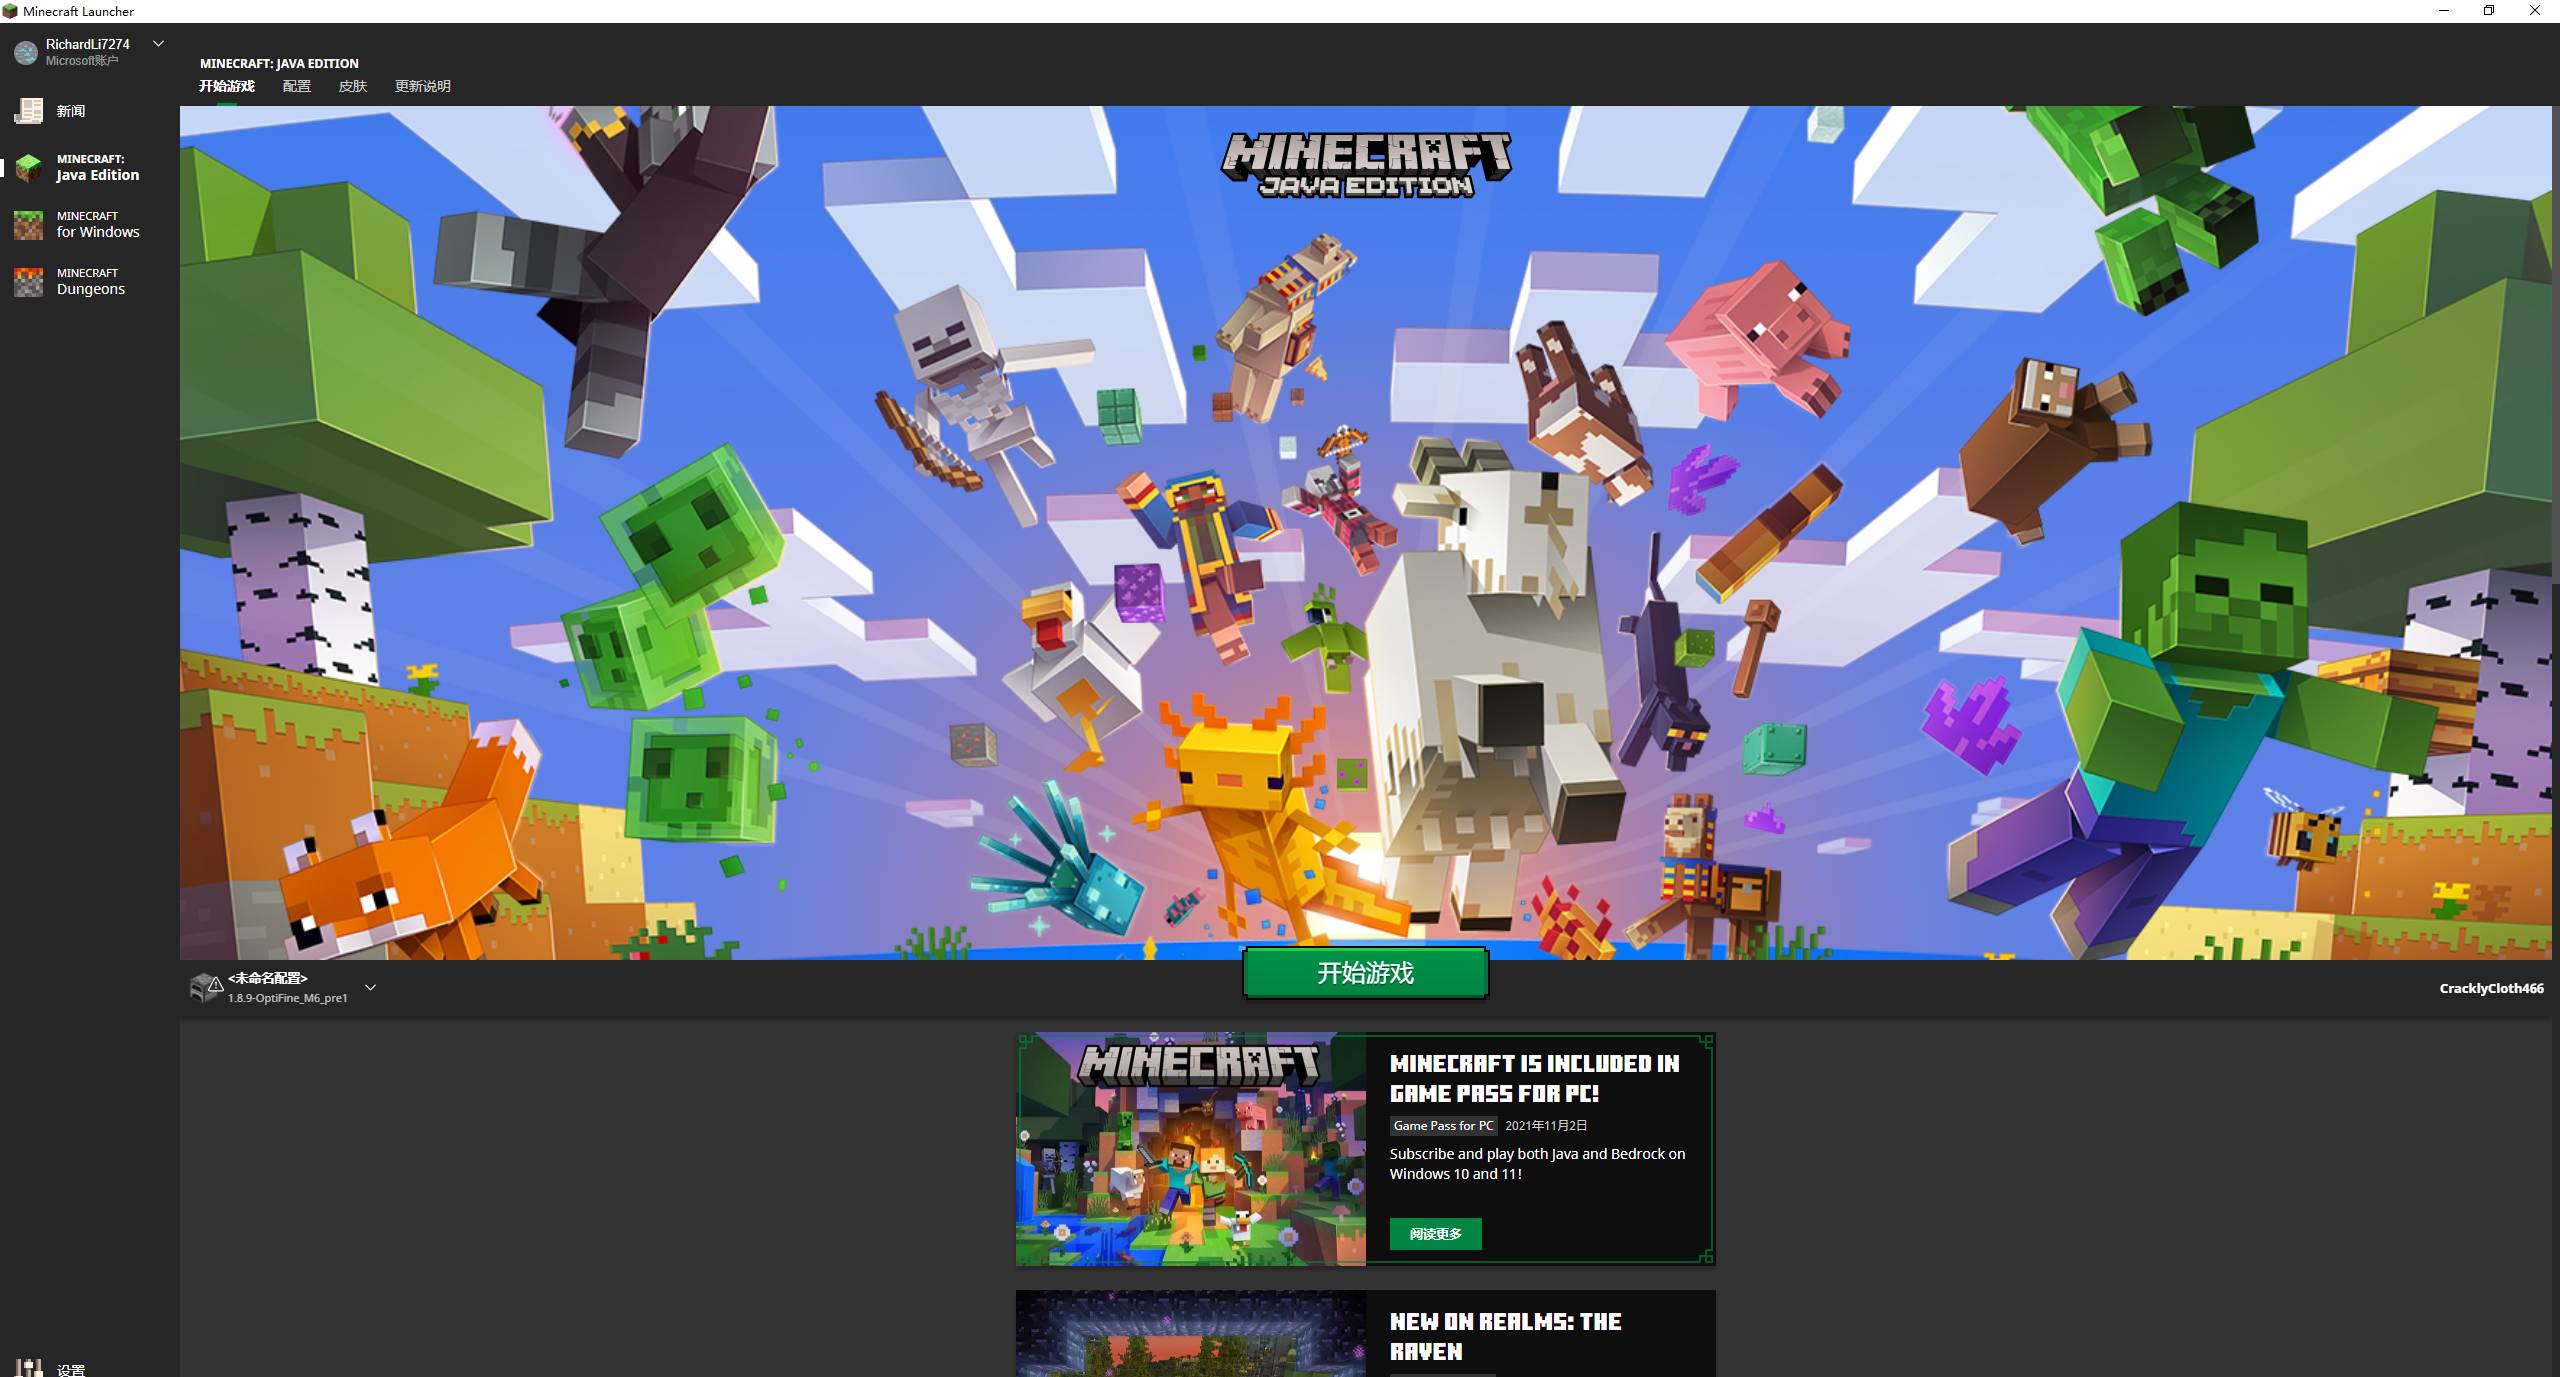 Minecraft Launcher
RichardLi7274
Microsoft账户
新闻
MINECRAFT:
Java Edition
MINECRAFT
for Windows
MINECRAFT
Dungeons
设置
MINECRAFT: JAVA EDITION
开始游戏 配置 皮肤 更新说明
MINECRAFT
JAVA EDITION
<未命名配置>
1.8.9-OptiFine_M6_pre1
开始游戏
CracklyCloth466
MINECRAFT
MINECRAFT IS INCLUDED IN
GAME PASS FOR PC!
Game Pass for PC 2021年11月2日
Subscribe and play both Java and Bedrock on
Windows 10 and 11!
阅读更多
NEW ON REALMS: THE
RAVEN